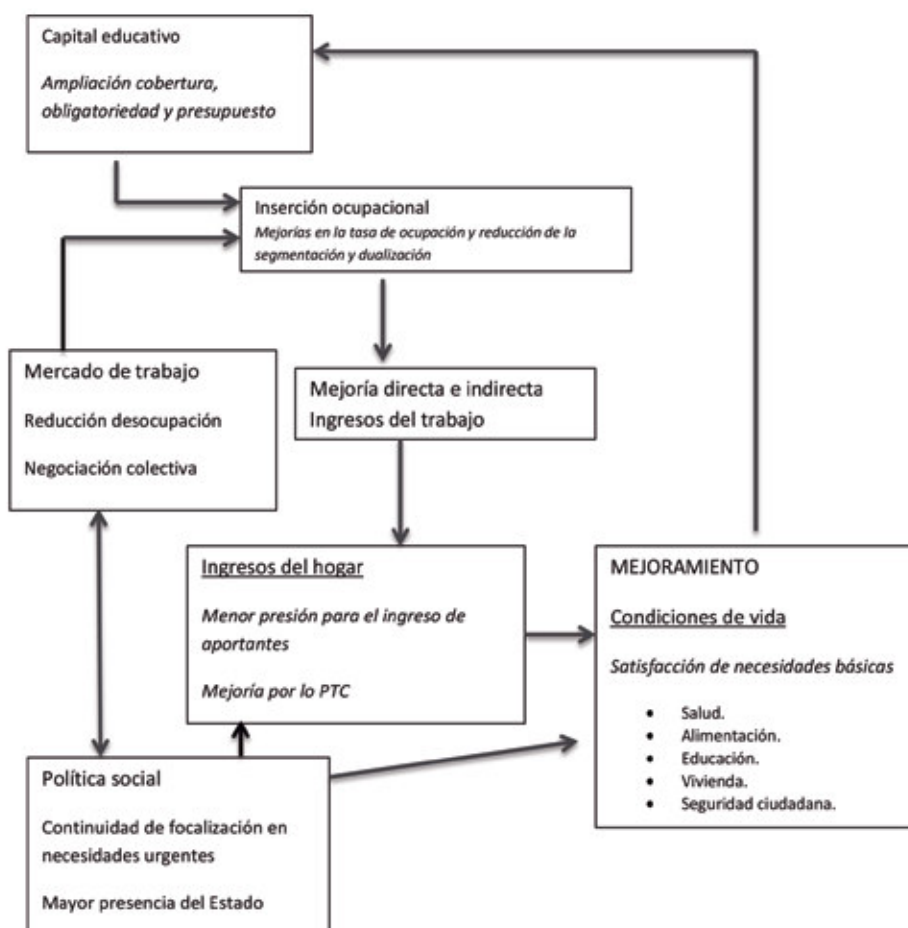 Capital educativo
Ampliación cobertura,
obligatoriedad y presupuesto
Inserción ocupacional
Mejorías en la tasa de ocupación y reducción de la
segmentación y dualización
Mercado de trabajo
Reducción desocupación
Negociación colectiva
Mejoría directa e indirecta
Ingresos del trabajo
Ingresos del hogar
Menor presión para el ingreso de
aportantes
Mejoría por lo PTC
MEJORAMIENTO
Condiciones de vida
Satisfacción de necesidades básicas
• Salud.
• Alimentación.
• Educación.
• Vivienda.
• Seguridad ciudadana.
Política social
Continuidad de focalización en
necesidades urgentes
Mayor presencia del Estado